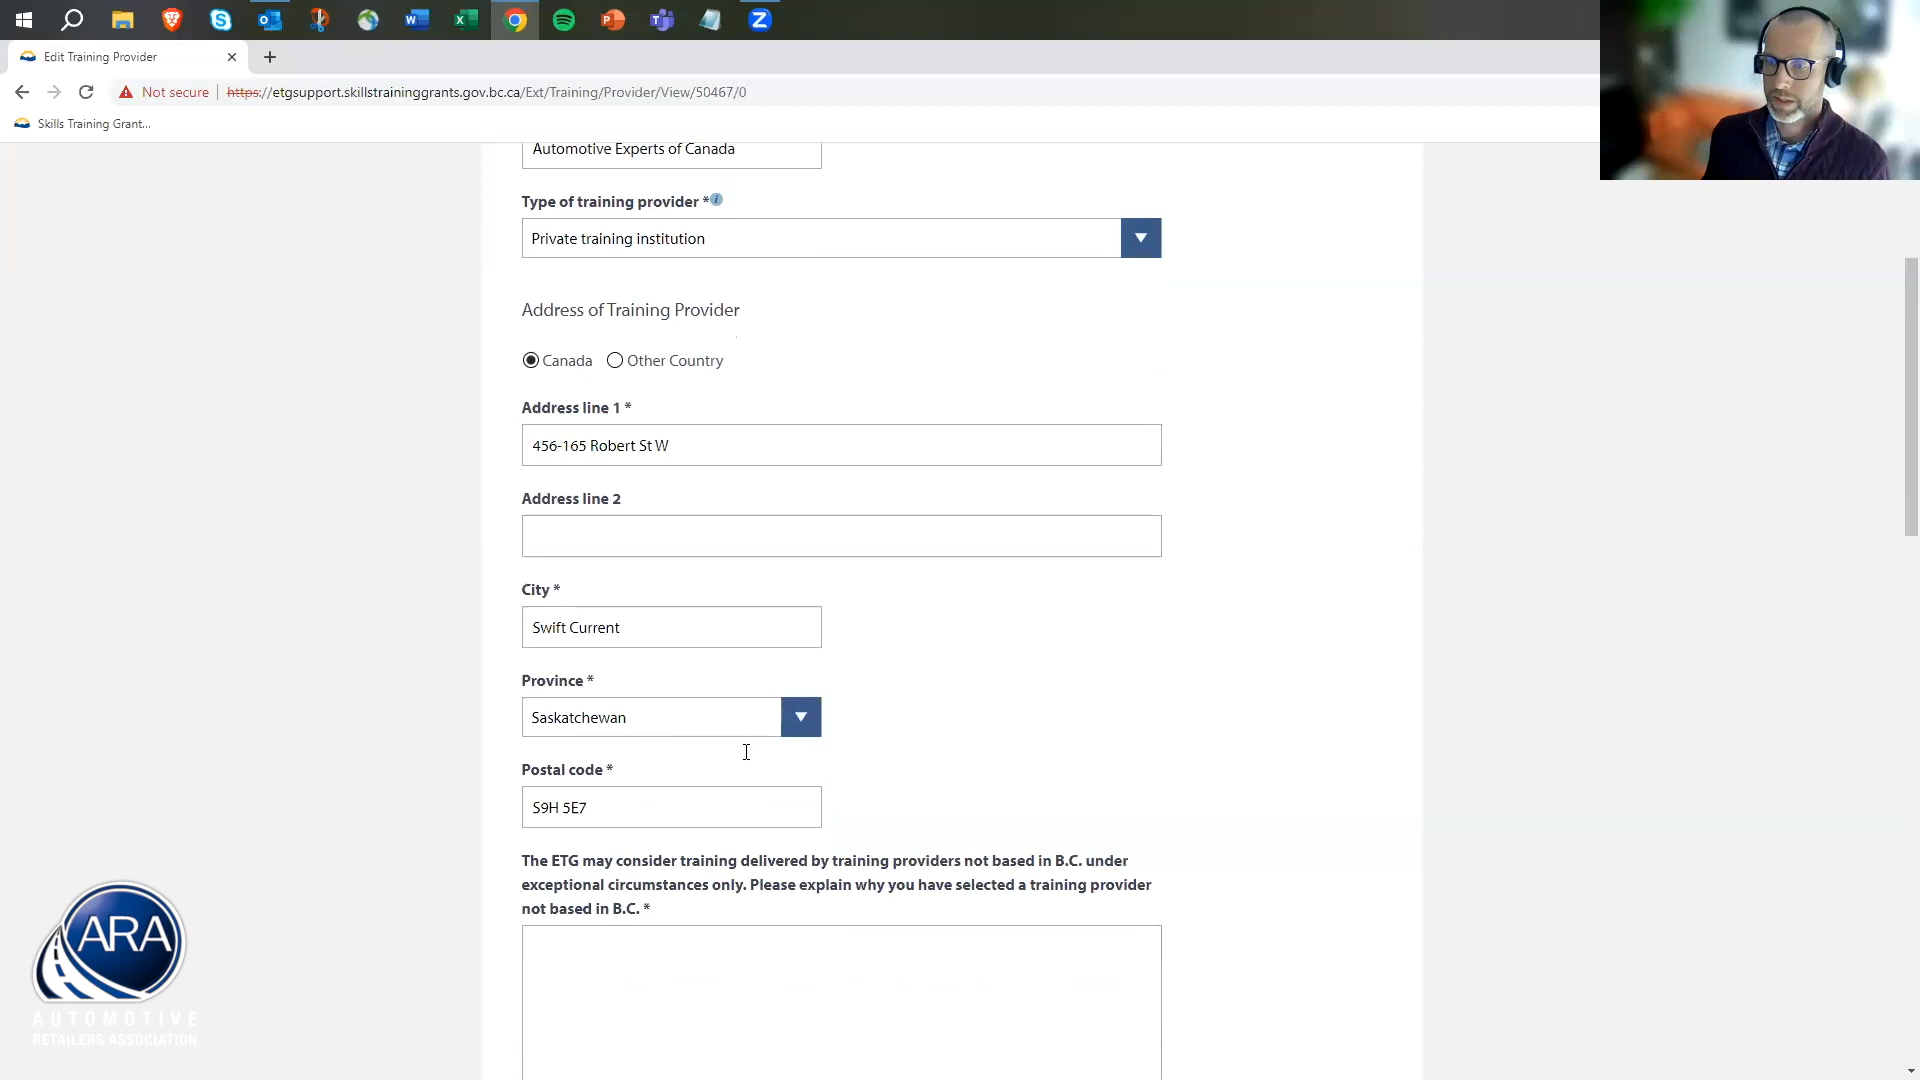 Edit Training Provider
Not secure
https://etgsupport.skillstraininggrants.gov.bc.ca/Ext/Training/Provider/View/50467/0
Skills Training Grant...
Automotive Experts of Canada
Type of training provider *
Private training institution
Address of Training Provider
Canada Other Country
Address line 1 *
456-165 Robert St W
Address line 2
City *
Swift Current
Province *
Saskatchewan
Postal code *
S9H 5E7
The ETG may consider training delivered by training providers not based in B.C. under
exceptional circumstances only. Please explain why you have selected a training provider
not based in B.C. *
ARA
AUTOMOTIVE
RETAILERS ASSOCIATION